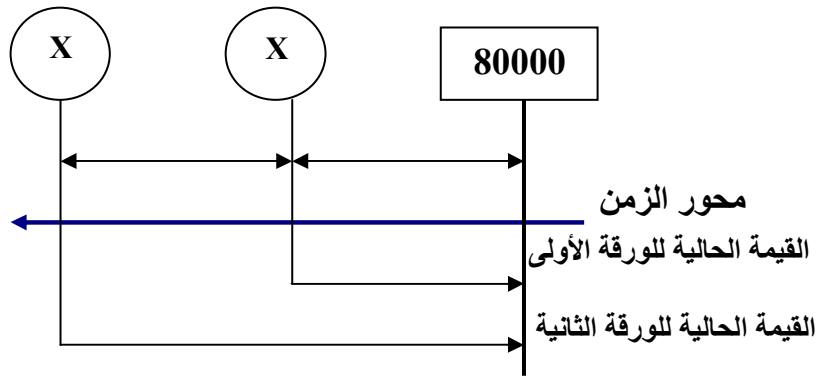 X X 80000
محور الزمن
القيمة الحالية للورقة الأولى
القيمة الحالية للورقة الثانية